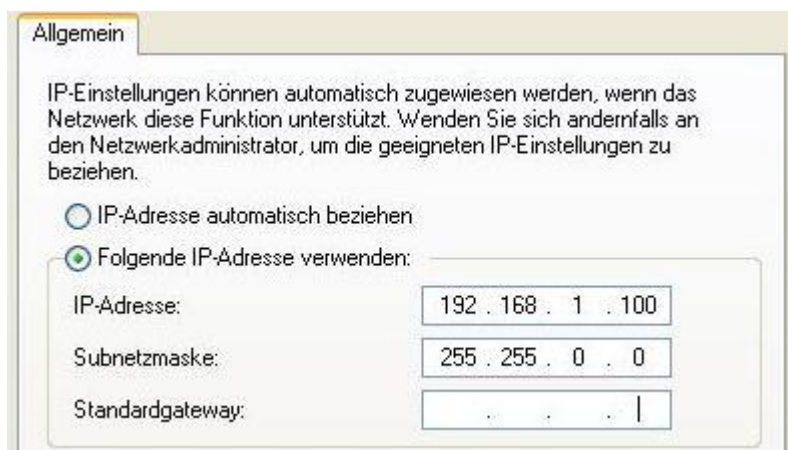 Allgemein
IP-Einstellungen können automatisch zugewiesen werden, wenn das
Netzwerk diese Funktion unterstützt. Wenden Sie sich andernfalls an
den Netzwerkadministrator, um die geeigneten IP-Einstellungen zu
beziehen.
IP-Adresse automatisch beziehen
Folgende IP-Adresse verwenden:
IP-Adresse: 192 . 168 . 1 . 100
Subnetzmaske: 255 . 255 . 0 . 0
Standardgateway: . . .